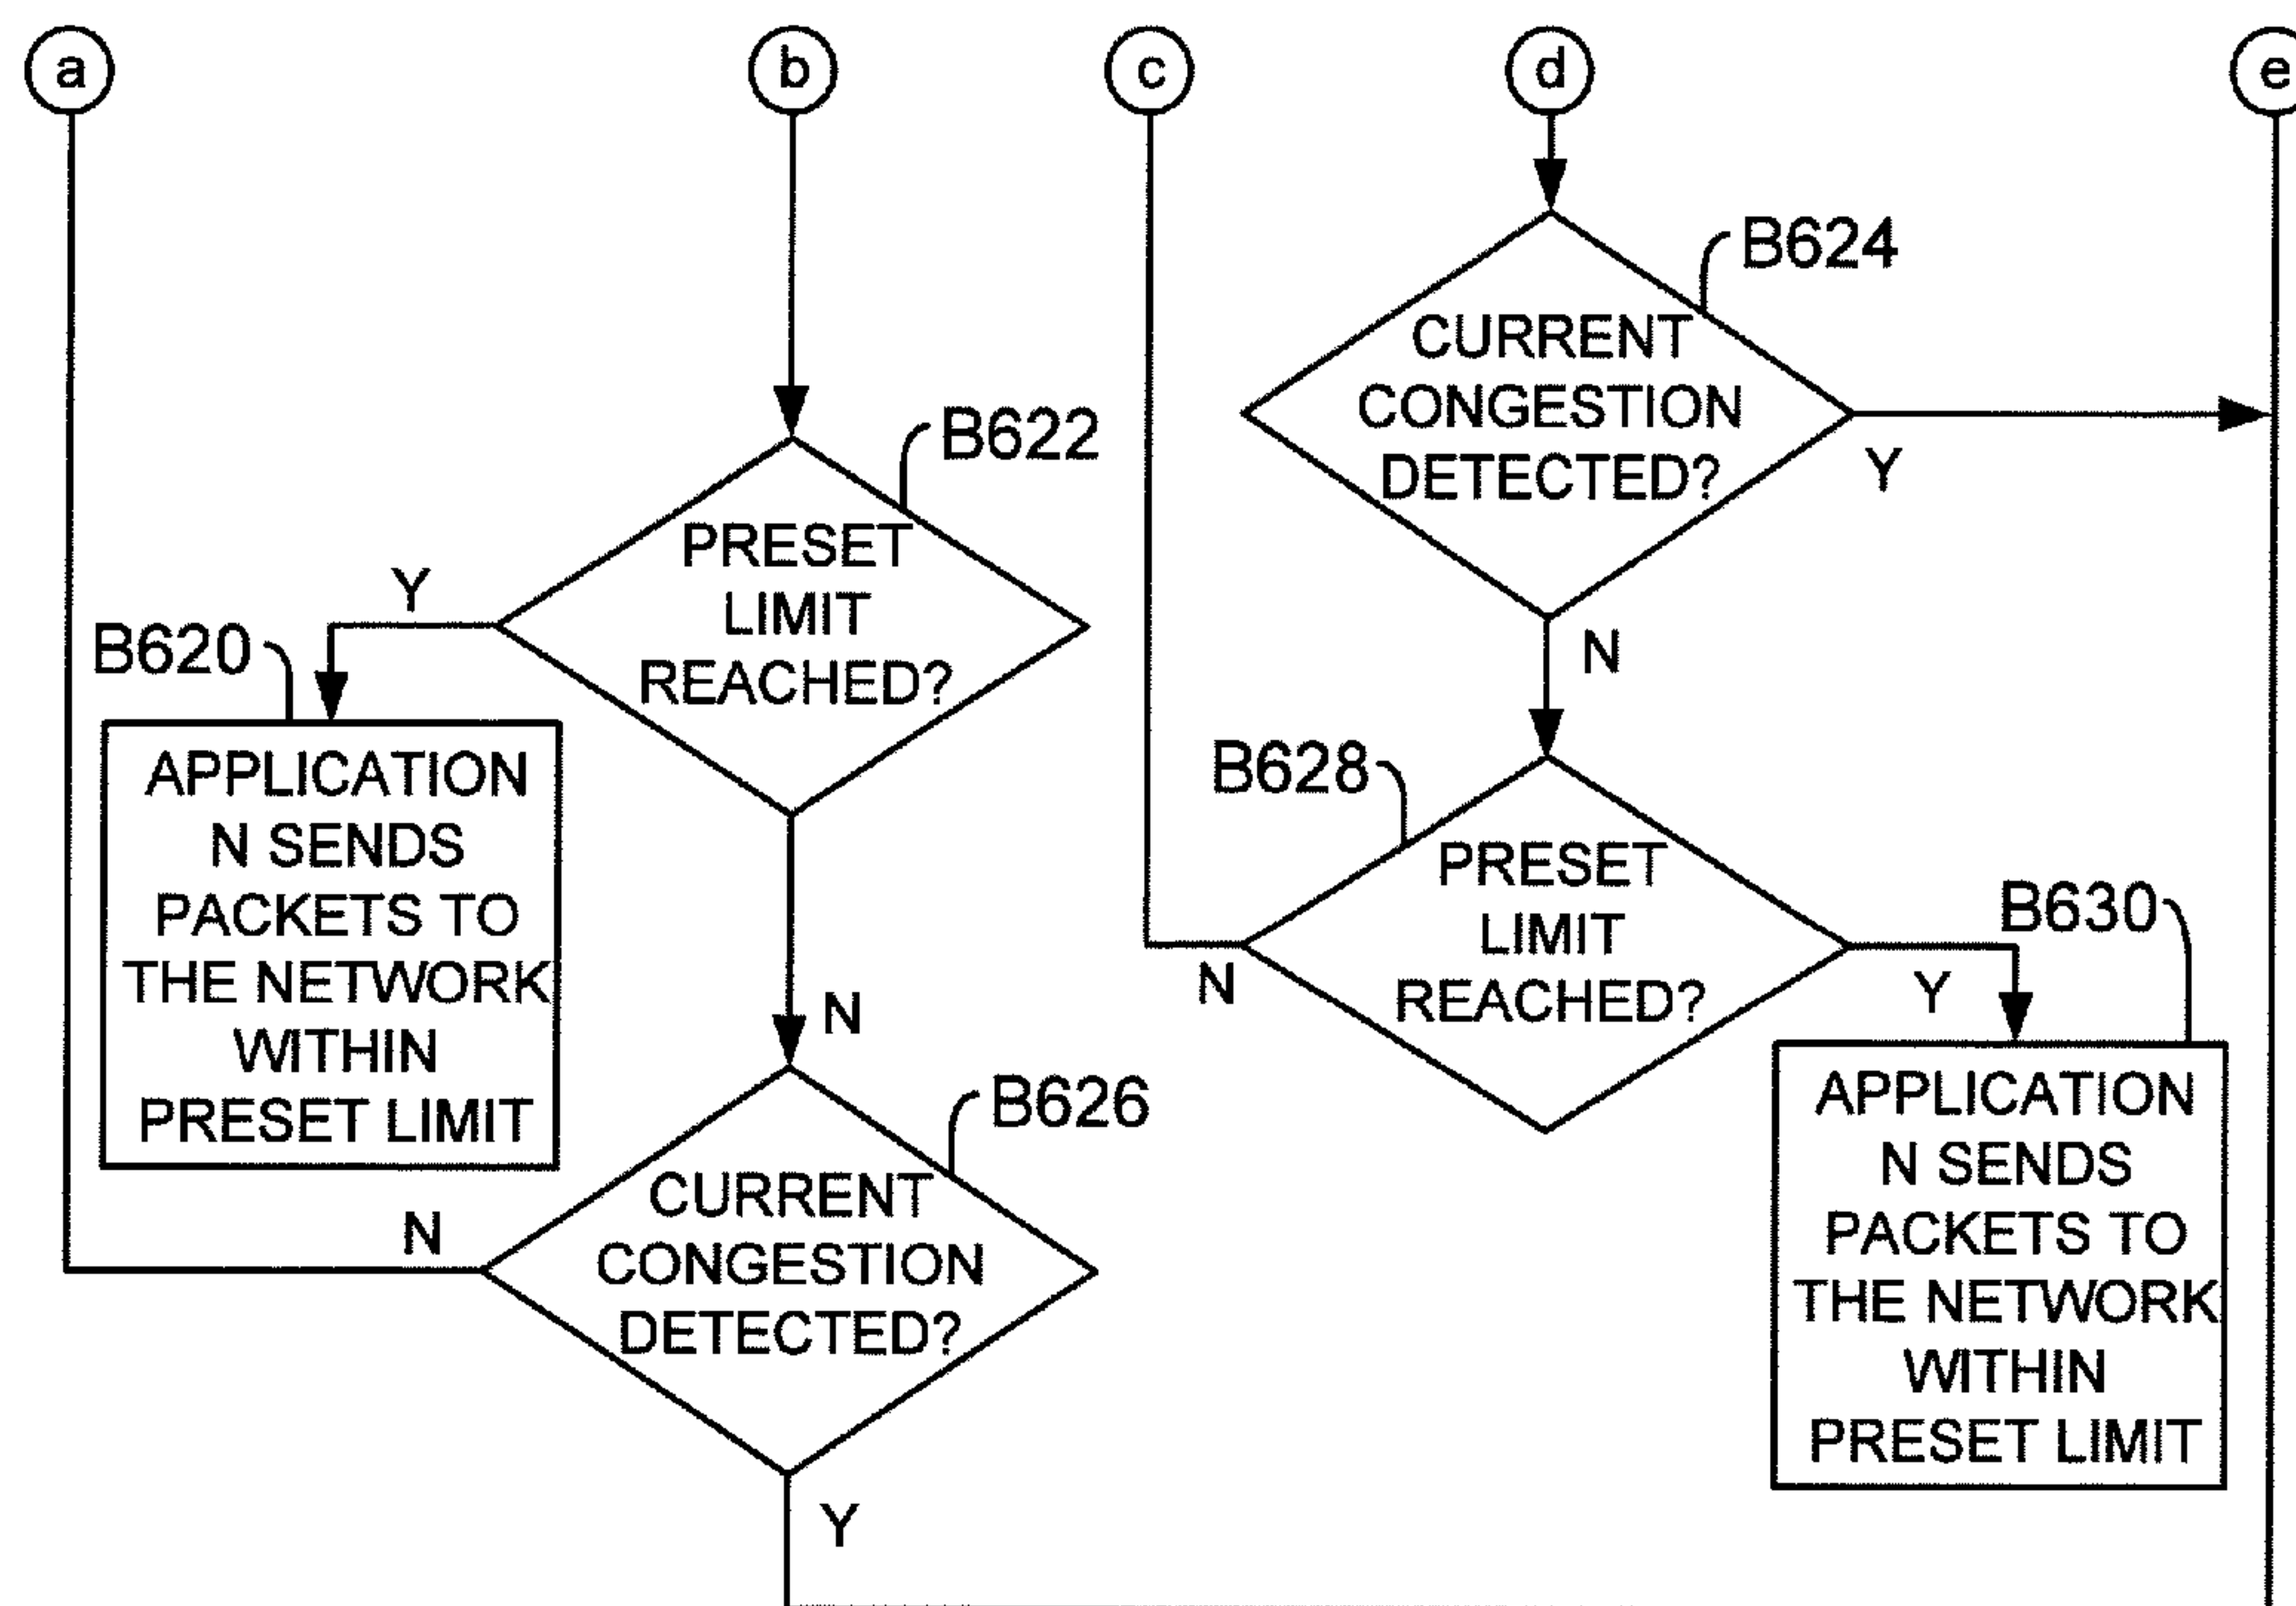 a
b
c
d
e
B624
CURRENT
CONGESTION
DETECTED?
Y
N
B622
PRESET
LIMIT
REACHED?
Y
N
B620
APPLICATION
N SENDS
PACKETS TO
THE NETWORK
WITHIN
PRESET LIMIT
B628
PRESET
LIMIT
REACHED?
N
Y
B630
APPLICATION
N SENDS
PACKETS TO
THE NETWORK
WITHIN
PRESET LIMIT
B626
CURRENT
CONGESTION
DETECTED?
N
Y